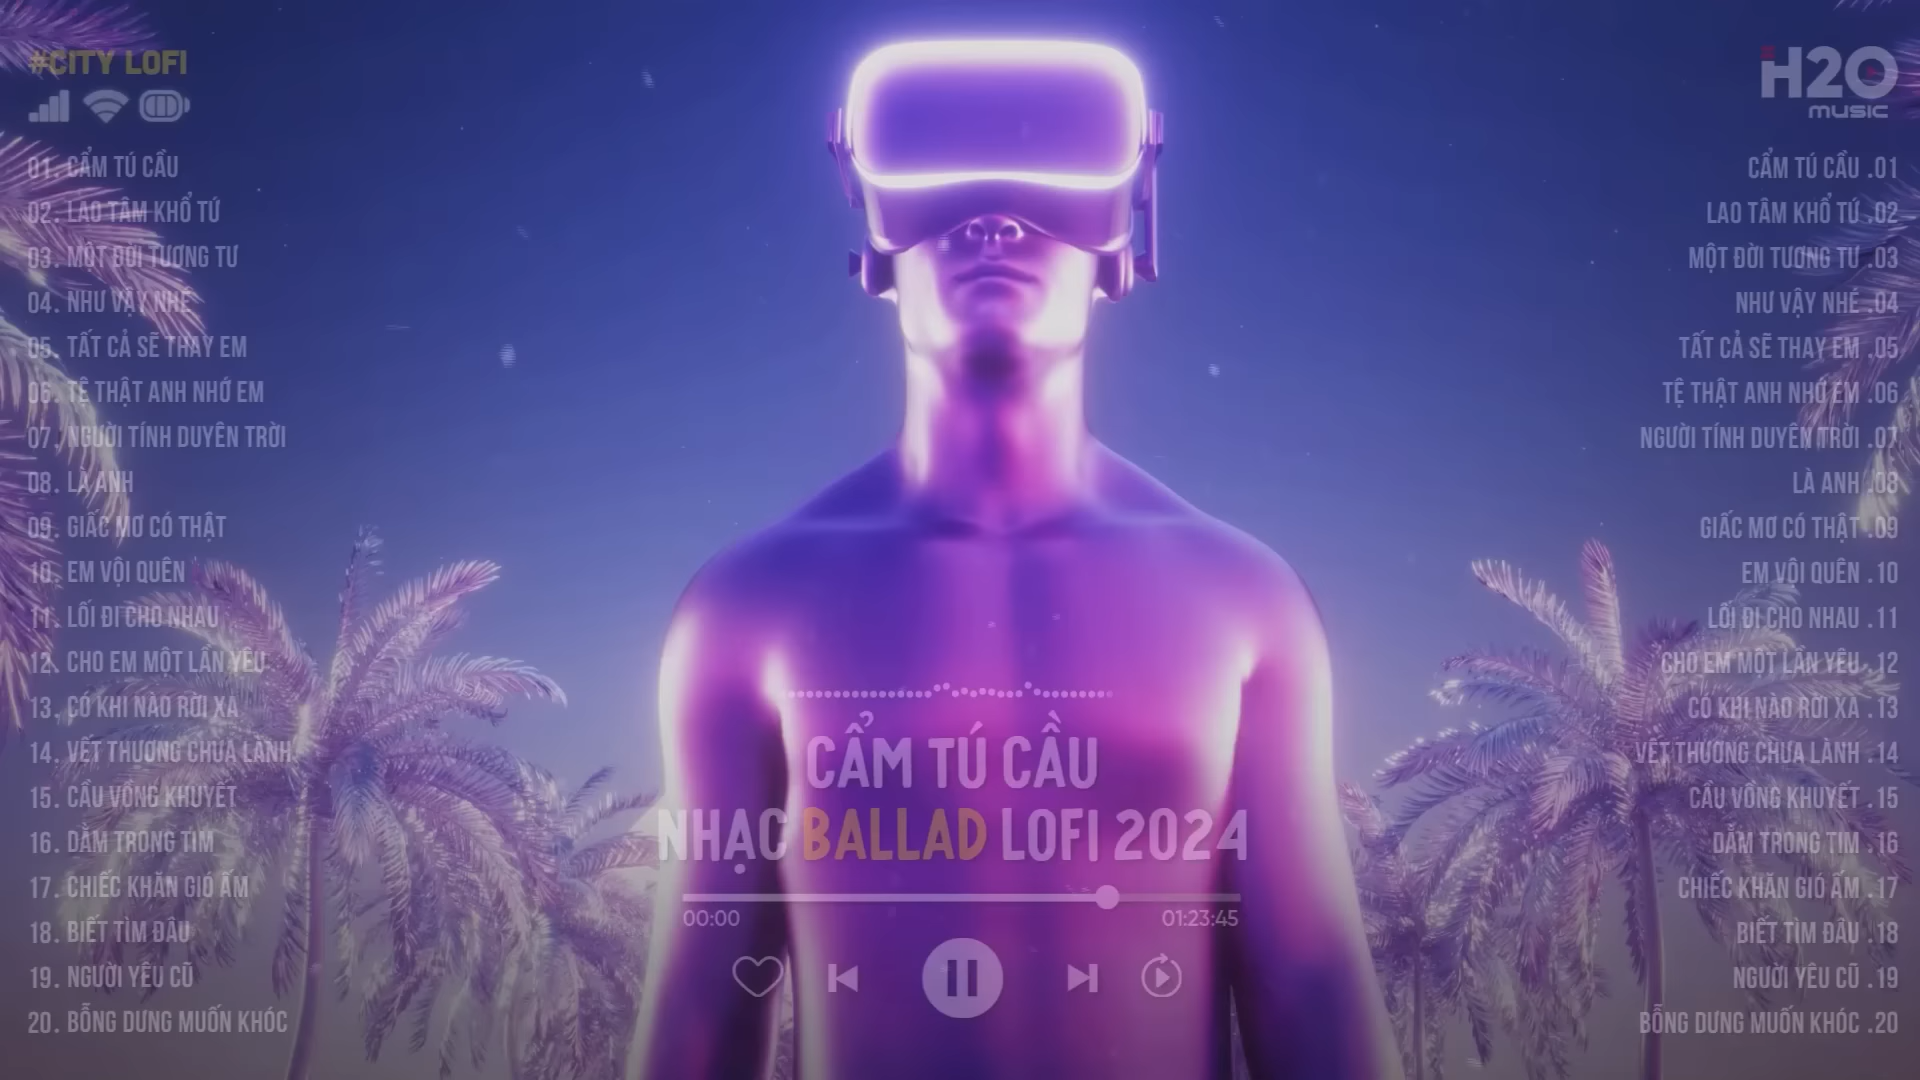 #CITY LOFI
01. CẨM TÚ CẦU
02. LAO TÂM KHỔ TỨ
03. MỘT ĐỜI TƯƠNG TƯ
04. NHƯ VẬY NHÉ
05. TẤT CẢ SẼ THAY EM
06. TỆ THẬT ANH NHỚ EM
07. NGƯỜI TÍNH DUYÊN TRỜI
08. LÀ ANH
09. GIẤC MƠ CÓ THẬT
10. EM VỘI QUÊN
11. LỐI ĐI CHO NHAU
12. CHO EM MỘT LẦN YÊU
13. CÓ KHI NÀO RỜI XA
14. VẾT THƯƠNG CHƯA LÀNH
15. CẦU VỒNG KHUYẾT
16. DẰM TRONG TIM
17. CHIẾC KHĂN GIÓ ẤM
18. BIẾT TÌM ĐÂU
19. NGƯỜI YÊU CŨ
20. BỖNG DƯNG MUỐN KHÓC
CẨM TÚ CẦU
NHẠC BALLAD LOFI 2024
00:00
01:23:45
H2O
MUSIC
CẨM TÚ CẦU .01
LAO TÂM KHỔ TỨ .02
MỘT ĐỜI TƯƠNG TƯ .03
NHƯ VẬY NHÉ .04
TẤT CẢ SẼ THAY EM .05
TỆ THẬT ANH NHỚ EM .06
NGƯỜI TÍNH DUYÊN TRỜI .07
LÀ ANH .08
GIẤC MƠ CÓ THẬT .09
EM VỘI QUÊN .10
LỐI ĐI CHO NHAU .11
CHO EM MỘT LẦN YÊU .12
CÓ KHI NÀO RỜI XA .13
VẾT THƯƠNG CHƯA LÀNH .14
CẦU VỒNG KHUYẾT .15
DẰM TRONG TIM .16
CHIẾC KHĂN GIÓ ẤM .17
BIẾT TÌM ĐÂU .18
NGƯỜI YÊU CŨ .19
BỖNG DƯNG MUỐN KHÓC .20